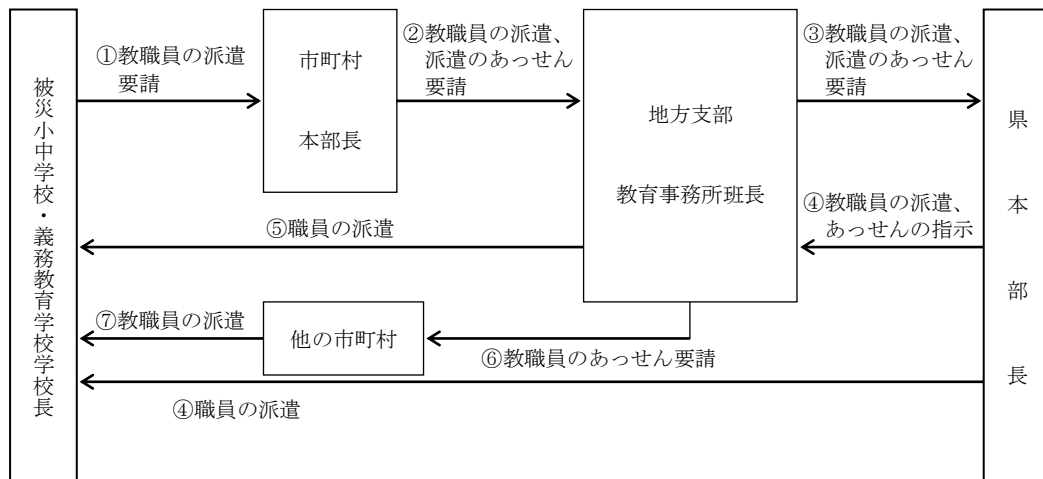 被災小中学校・義務教育学校学校長
①教職員の派遣
要請
市町村
本部長
②教職員の派遣、
派遣のあっせん
要請
地方支部
教育事務所班長
③教職員の派遣、
派遣のあっせん
要請
④教職員の派遣、
あっせんの指示
県本部長
⑤職員の派遣
⑦教職員の派遣
他の市町村
⑥教職員のあっせん要請
④職員の派遣